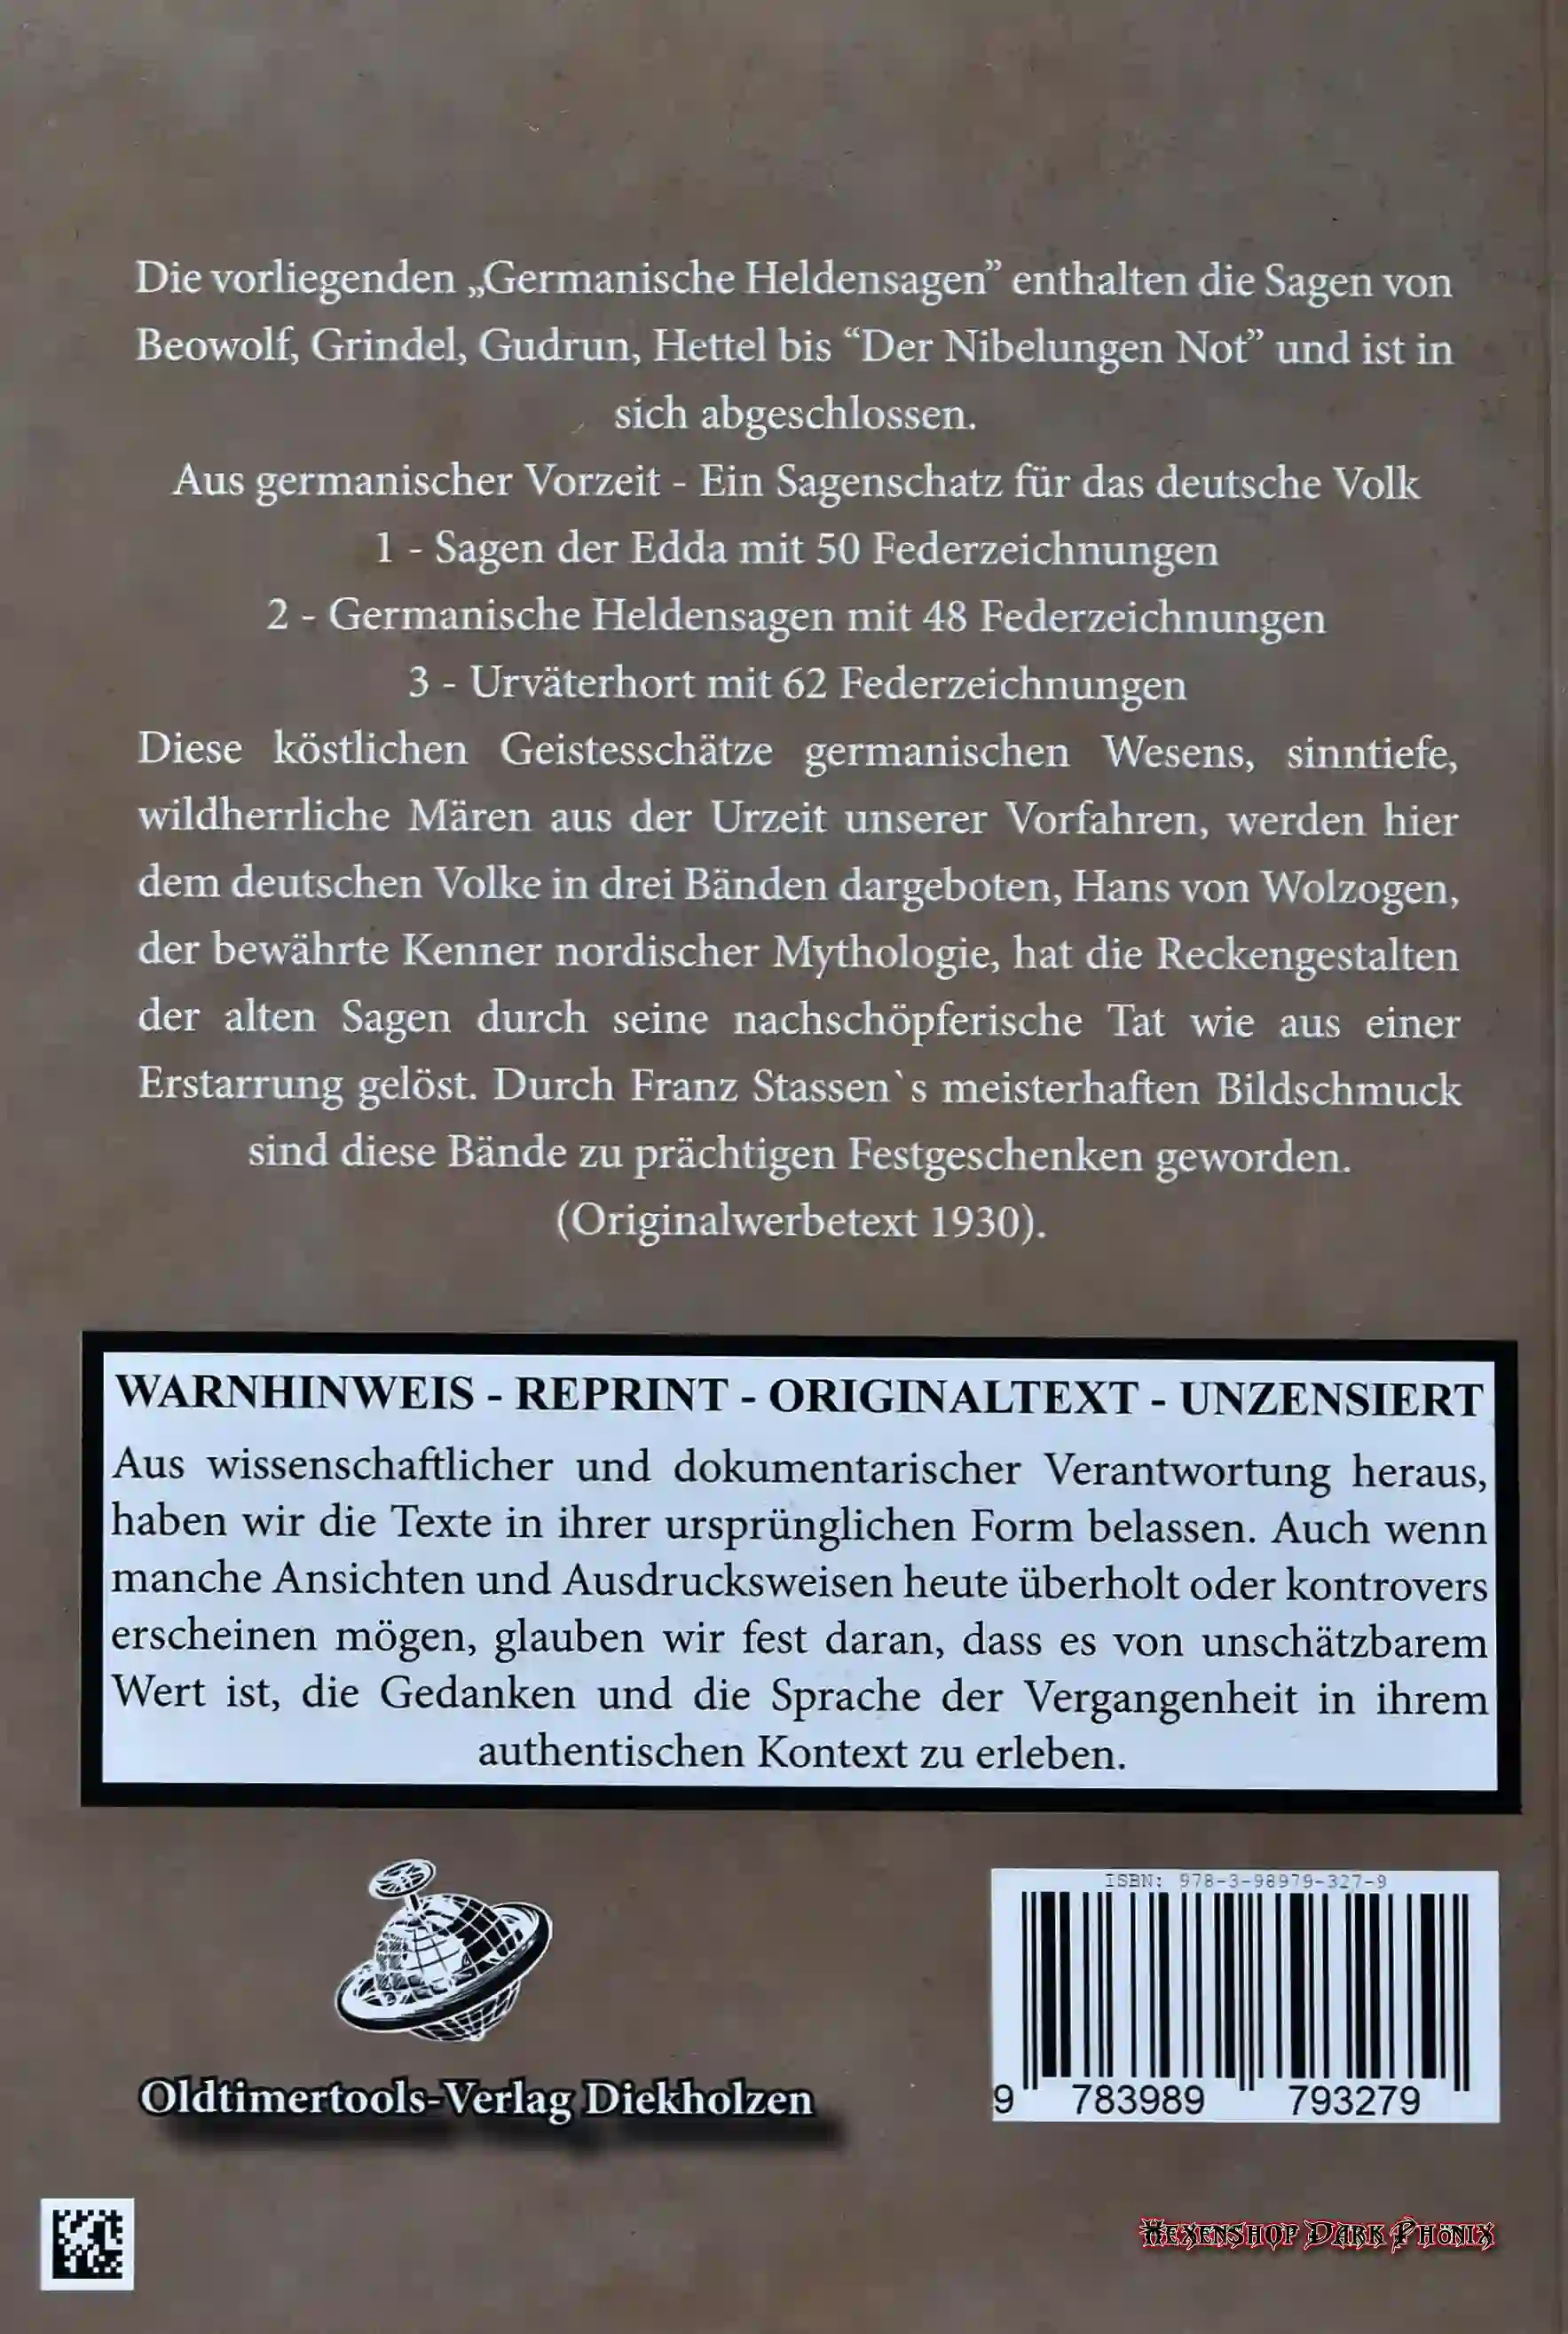 Die vorliegenden „Germanische Heldensagen” enthalten die Sagen von
Beowolf, Grindel, Gudrun, Hettel bis “Der Nibelungen Not” und ist in
sich abgeschlossen.
Aus germanischer Vorzeit - Ein Sagenschatz für das deutsche Volk
1 - Sagen der Edda mit 50 Federzeichnungen
2 - Germanische Heldensagen mit 48 Federzeichnungen
3 - Urväterhort mit 62 Federzeichnungen
Diese köstlichen Geistesschätze germanischen Wesens, sinntiefe,
wildherrliche Mären aus der Urzeit unserer Vorfahren, werden hier
dem deutschen Volke in drei Bänden dargeboten, Hans von Wolzogen,
der bewährte Kenner nordischer Mythologie, hat die Reckengestalten
der alten Sagen durch seine nachschöpferische Tat wie aus einer
Erstarrung gelöst. Durch Franz Stassen`s meisterhaften Bildschmuck
sind diese Bände zu prächtigen Festgeschenken geworden.
(Originalwerbetext 1930).
WARNHINWEIS - REPRINT - ORIGINALTEXT - UNZENSIERT
Aus wissenschaftlicher und dokumentarischer Verantwortung heraus,
haben wir die Texte in ihrer ursprünglichen Form belassen. Auch wenn
manche Ansichten und Ausdrucksweisen heute überholt oder kontrovers
erscheinen mögen, glauben wir fest daran, dass es von unschätzbarem
Wert ist, die Gedanken und die Sprache der Vergangenheit in ihrem
authentischen Kontext zu erleben.
ISBN: 978-3-98979-327-9
9 783989 793279
Oldtimertools-Verlag Diekholzen
Hexenshop Dark Phönix